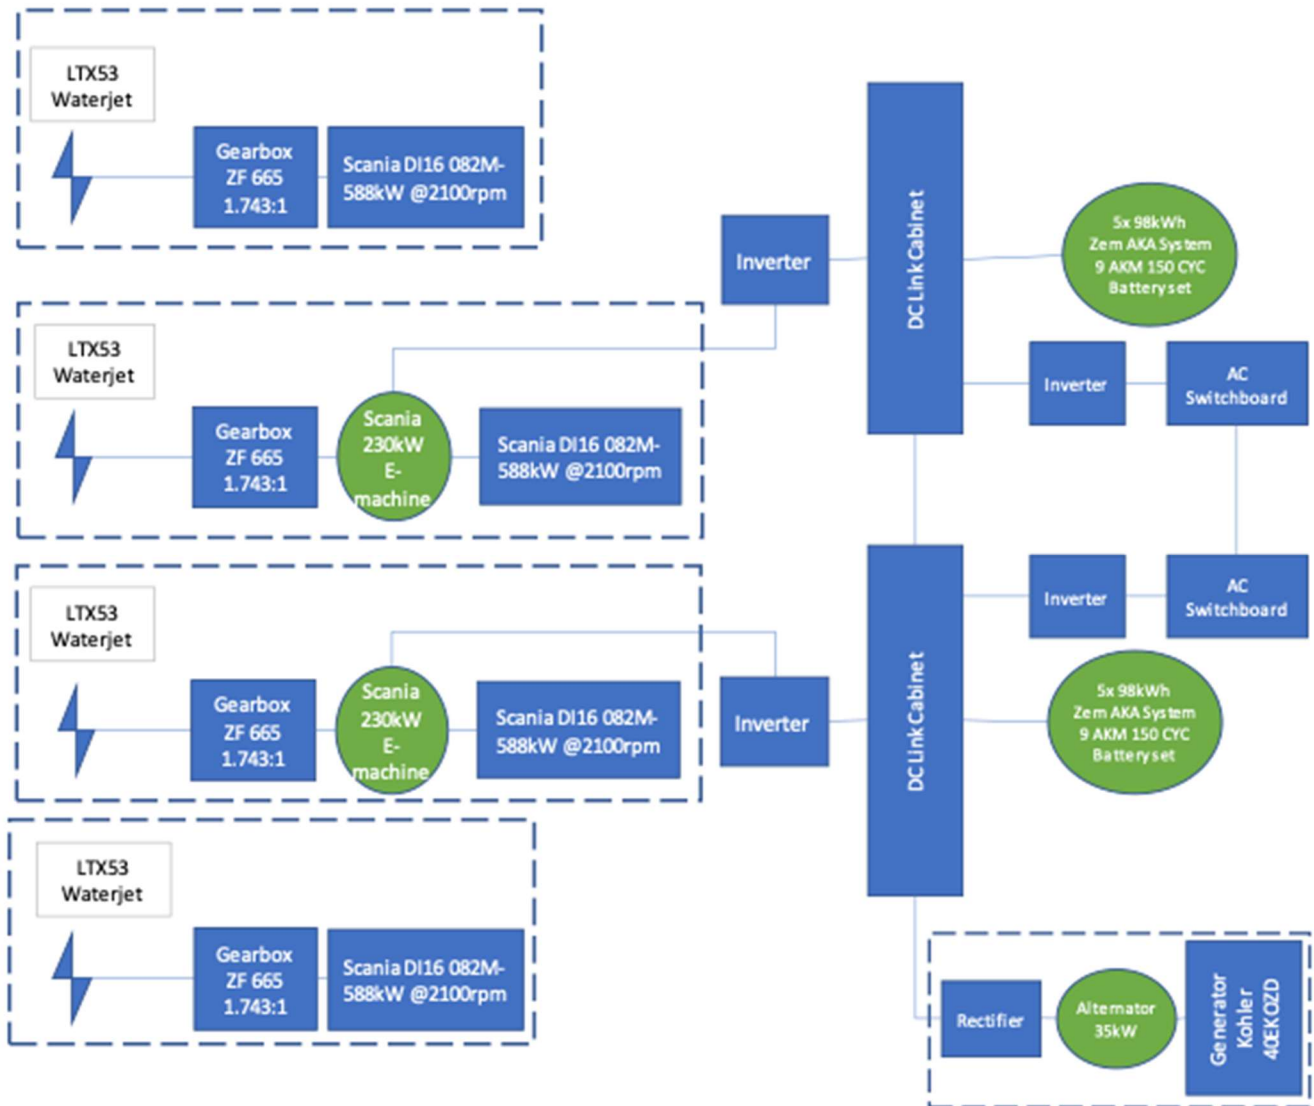 LTX53
Waterjet
Gearbox
ZF 665
1.743:1
Scania DI16 082M-
588kW @2100rpm
LTX53
Waterjet
Gearbox
ZF 665
1.743:1
Scania
230kW
E-
machine
Scania DI16 082M-
588kW @2100rpm
Inverter
DC Link Cabinet
5x 98kWh
Zem AKA System
9 AKM 150 CYC
Battery set
Inverter
AC
Switchboard
LTX53
Waterjet
Gearbox
ZF 665
1.743:1
Scania
230kW
E-
machine
Scania DI16 082M-
588kW @2100rpm
Inverter
DC Link Cabinet
Inverter
AC
Switchboard
5x 98kWh
Zem AKA System
9 AKM 150 CYC
Battery set
LTX53
Waterjet
Gearbox
ZF 665
1.743:1
Scania DI16 082M-
588kW @2100rpm
Rectifier
Alternator
35kW
Generator
Kohler
40EKOZD